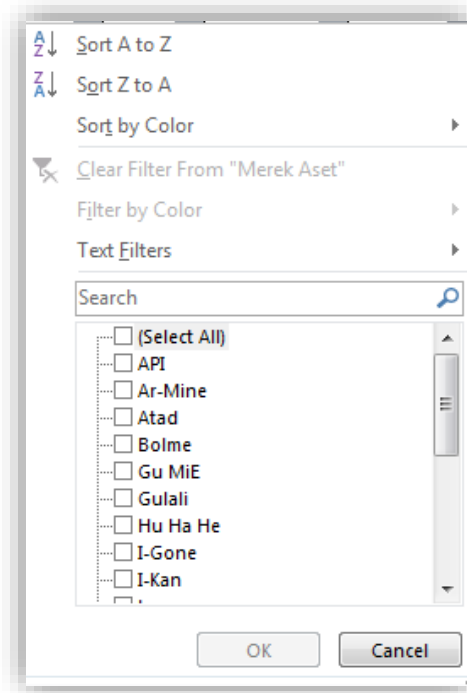 Sort A to Z
Sort Z to A
Sort by Color
Clear Filter From "Merek Aset"
Filter by Color
Text Filters
Search
(Select All)
API
Ar-Mine
Atad
Bolme
Gu MiE
Gulali
Hu Ha He
I-Gone
I-Kan
OK Cancel